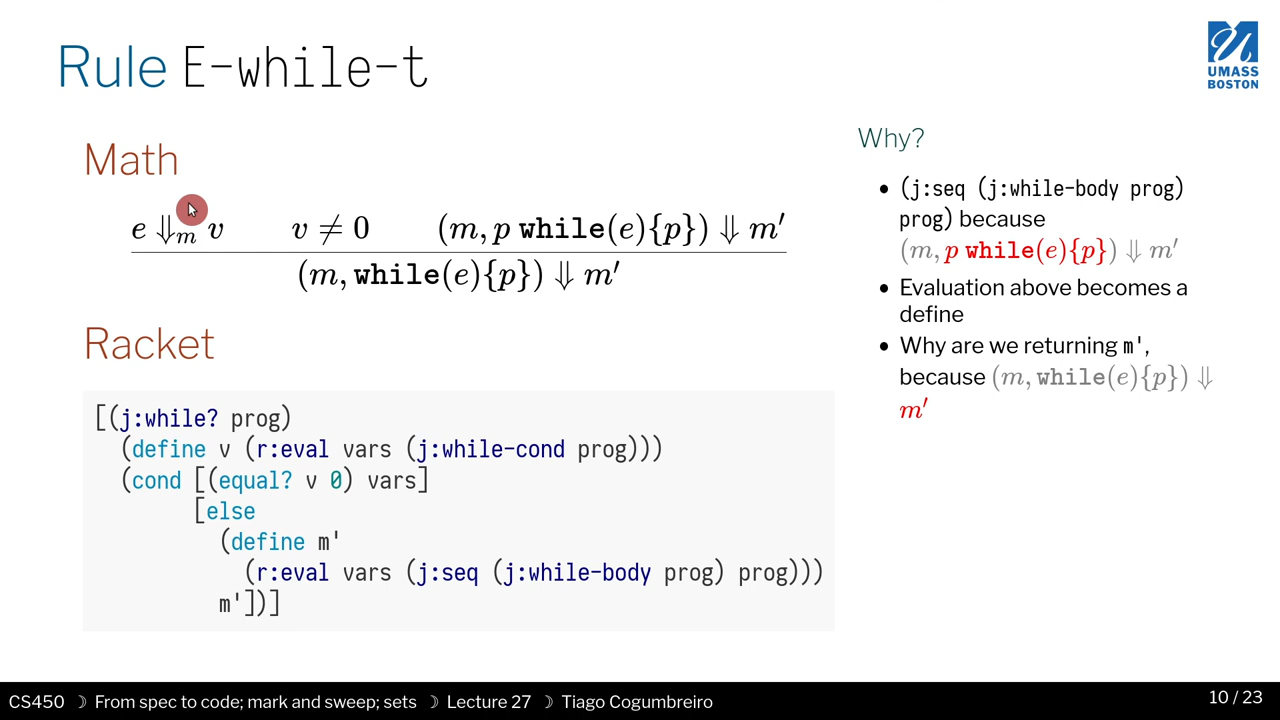 Rule E-while-t
UMASS
BOSTON
Math
e ⇓m v    v ≠ 0    (m, p while(e){p}) ⇓ m′
(m, while(e){p}) ⇓ m′
Racket
[(j:while? prog)
  (define v (r:eval vars (j:while-cond prog)))
  (cond [(equal? v 0) vars]
        [else
          (define m'
            (r:eval vars (j:seq (j:while-body prog) prog)))
          m'])]
Why?
• (j:seq (j:while-body prog)
prog) because
(m, p while(e){p}) ⇓ m′
• Evaluation above becomes a
define
• Why are we returning m',
because (m, while(e){p}) ⇓
m′
CS450 ☽ From spec to code; mark and sweep; sets ☽ Lecture 27 ☽ Tiago Cogumbreiro
10 / 23